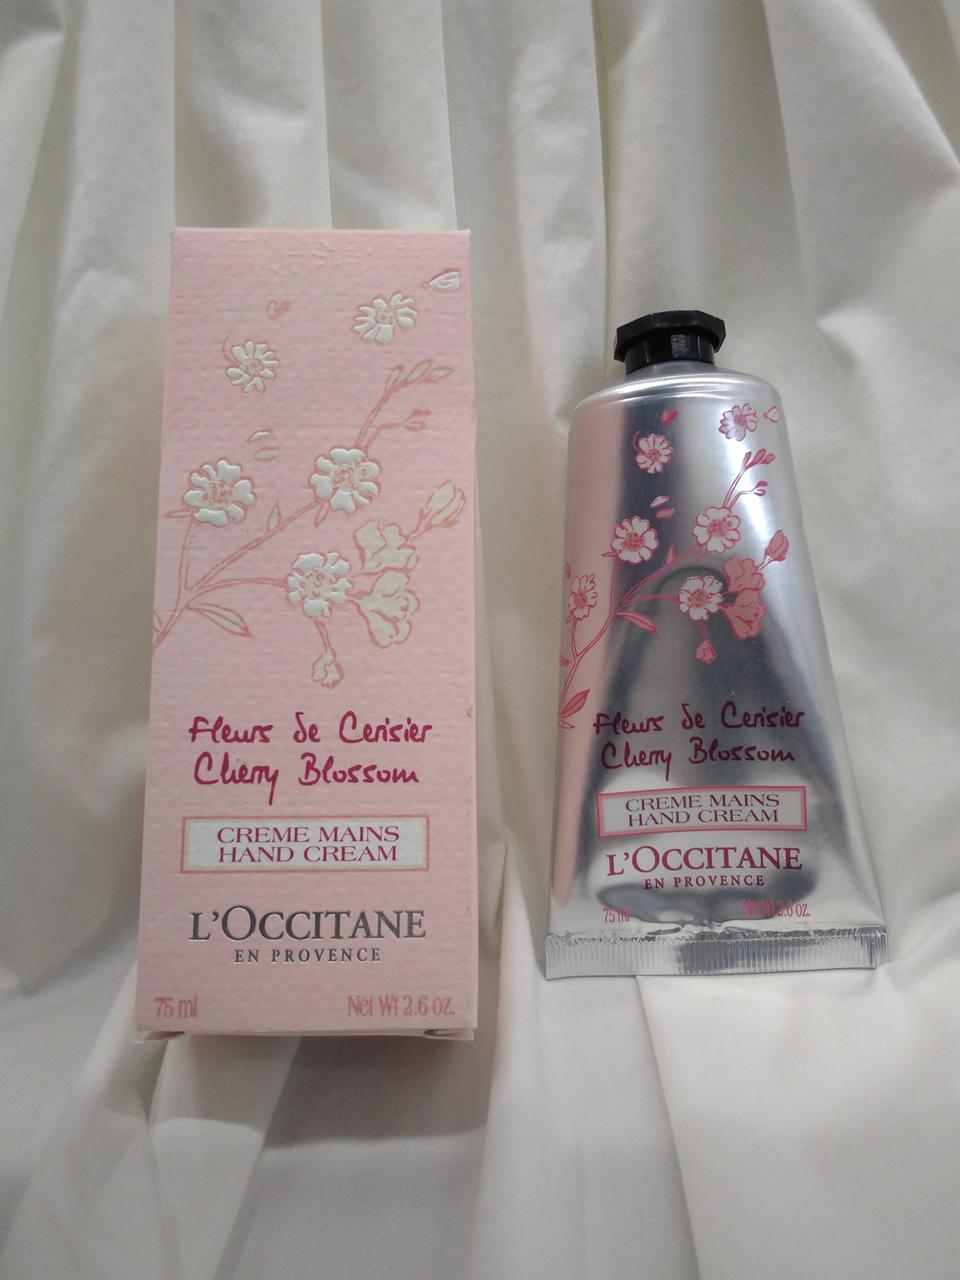 Fleurs de Cerisier
Cherry Blossom
CREME MAINS
HAND CREAM
L'OCCITANE
EN PROVENCE
75 ml Net Wt 2.6 oz.
Fleurs de Cerisier
Cherry Blossom
CREME MAINS
HAND CREAM
L'OCCITANE
EN PROVENCE
75 ml Net Wt 2.6 oz.